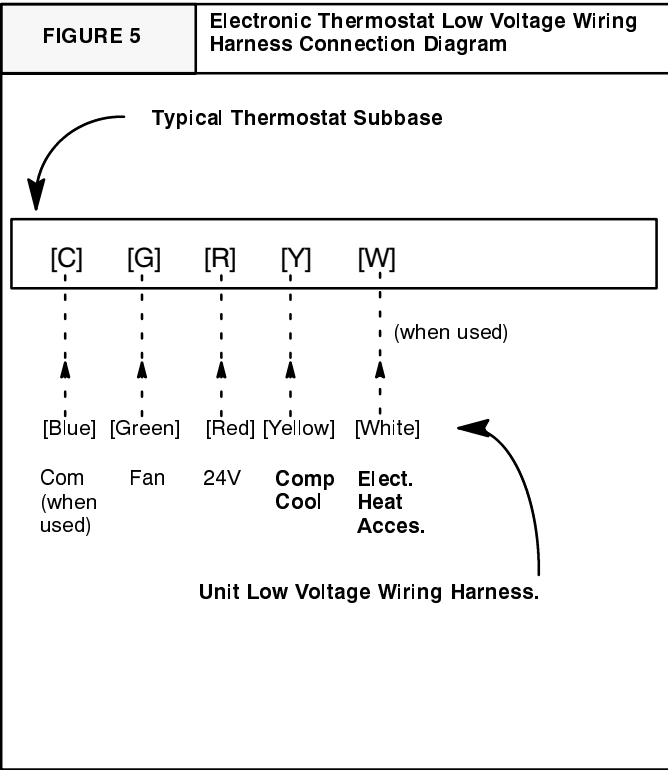 FIGURE 5
Electronic Thermostat Low Voltage Wiring
Harness Connection Diagram
Typical Thermostat Subbase
[C] [G] [R] [Y] [W]
(when used)
[Blue] [Green] [Red] [Yellow] [White]
Com Fan 24V Comp Elect.
(when Cool Heat
used) Acces.
Unit Low Voltage Wiring Harness.